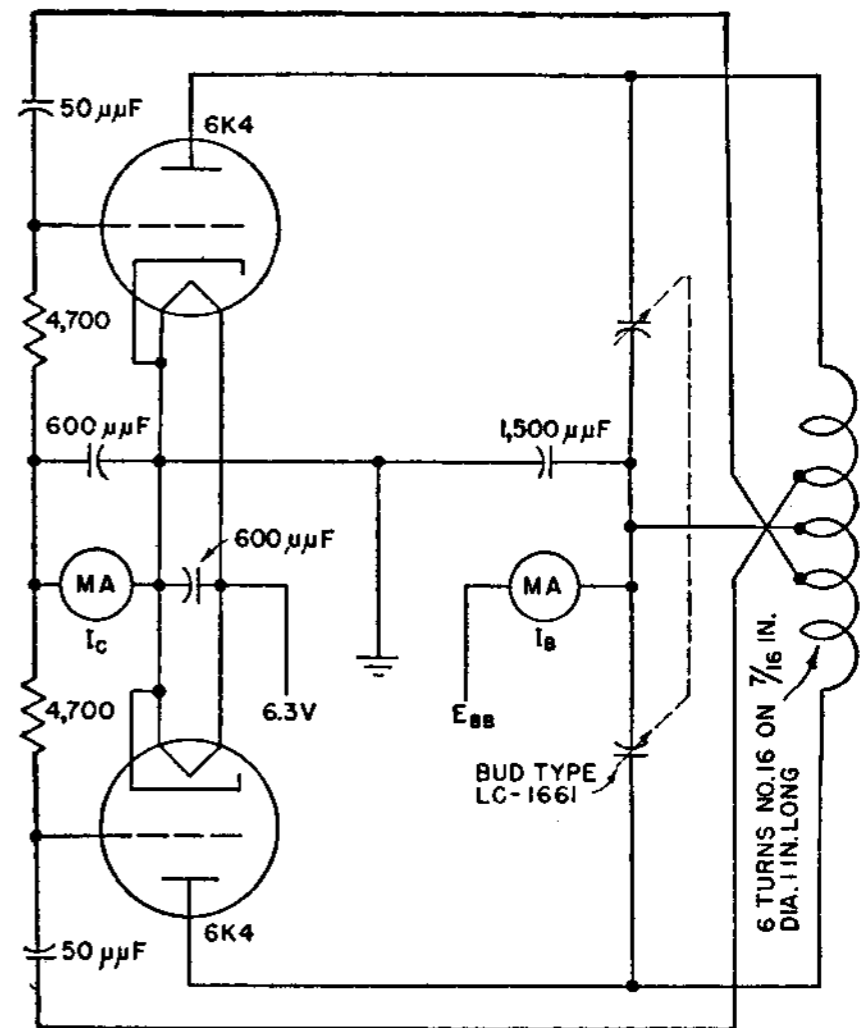 50 µµF
6K4
4,700
600 µµF
1,500 µµF
600 µµF
MA
I_C
MA
I_B
4,700
6.3V
E_BB
BUD TYPE
LC-1661
6 TURNS NO.16 ON 7/16 IN.
DIA. 1 IN. LONG
6K4
50 µµF